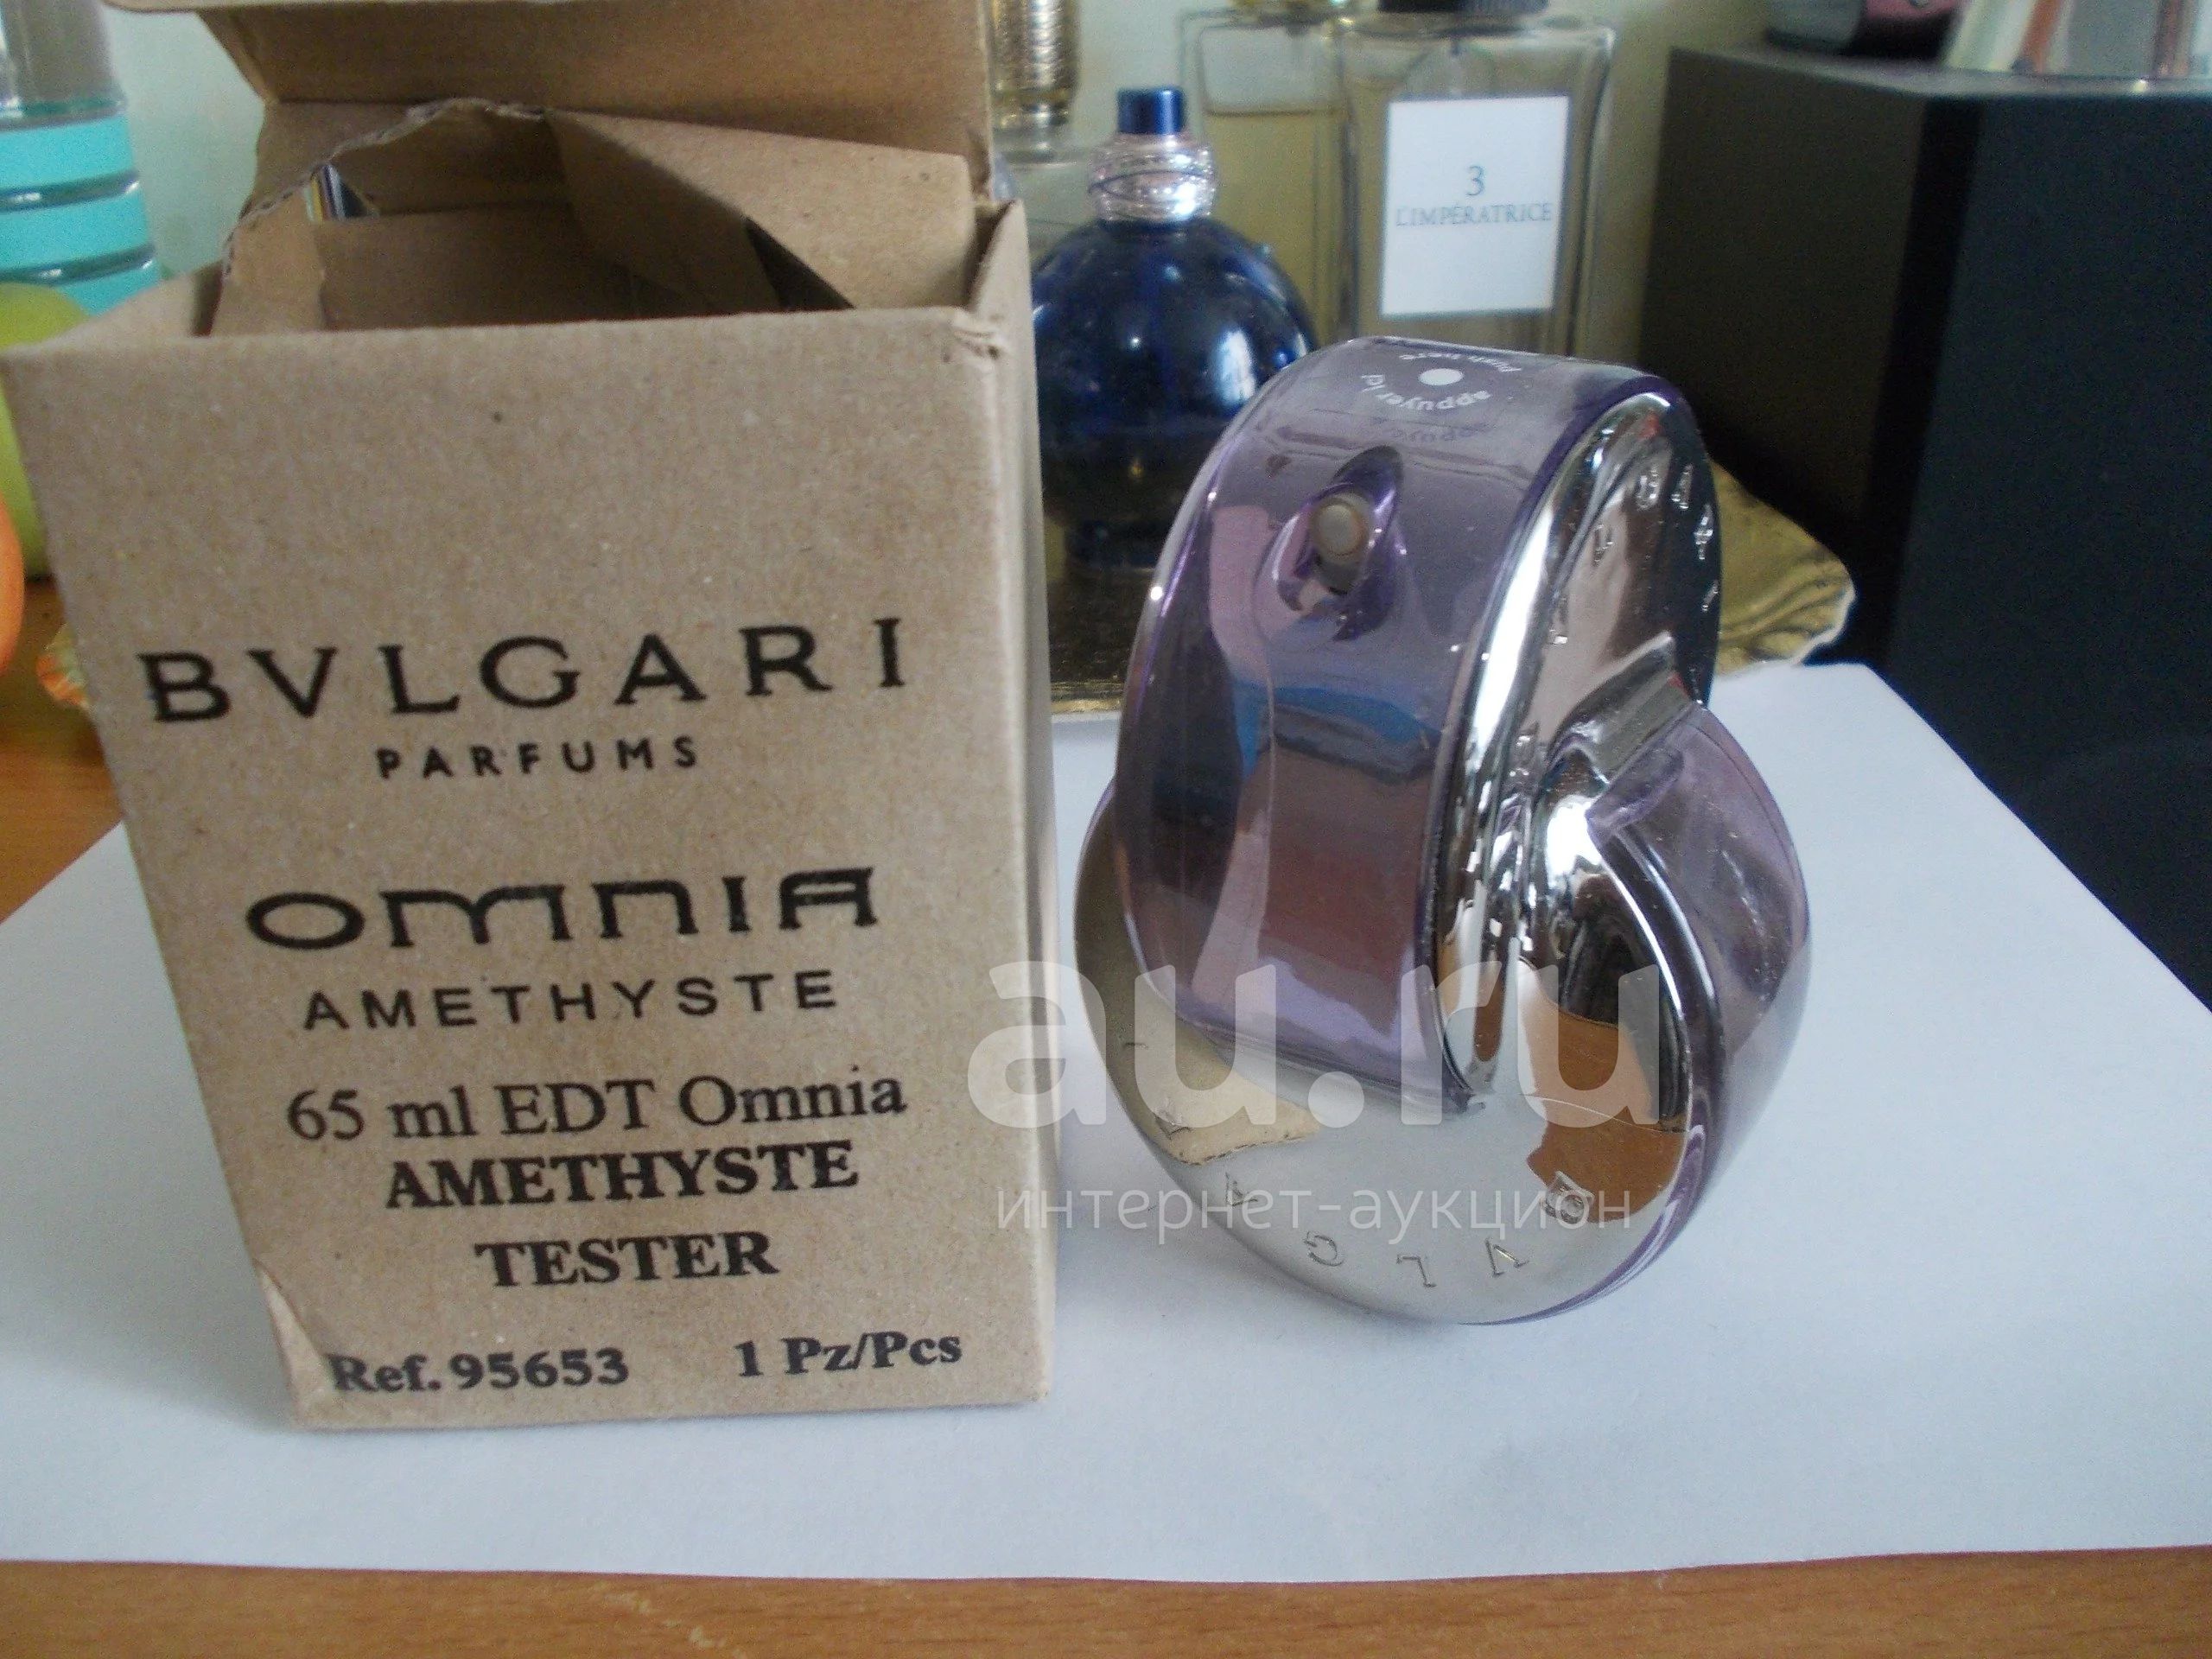 BVLGARI
PARFUMS
OMNIA
AMETHYSTE
65 ml EDT Omnia
AMETHYSTE
TESTER
Ref. 95653 1 Pz/Pcs
3
L'IMPÉRATRICE
appuyer ici
BVLGA
au.ru
интернет-аукцион